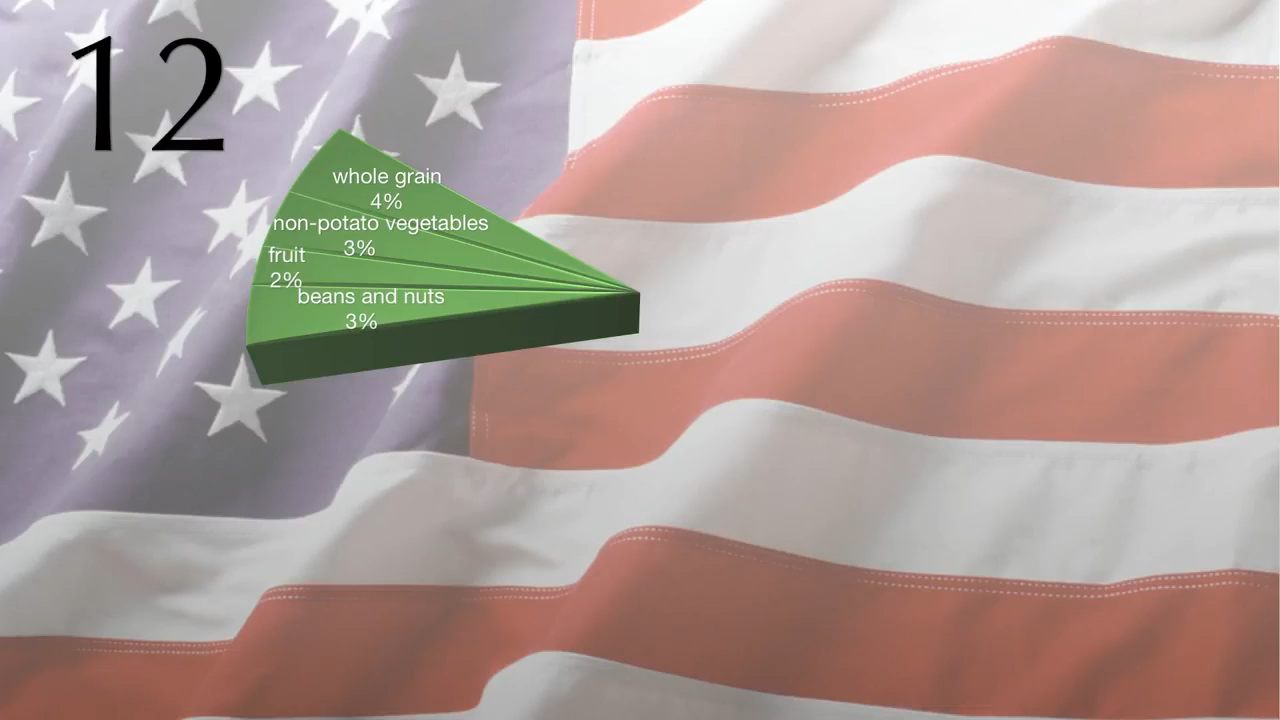 12
whole grain
4%
non-potato vegetables
3%
fruit
2%
beans and nuts
3%